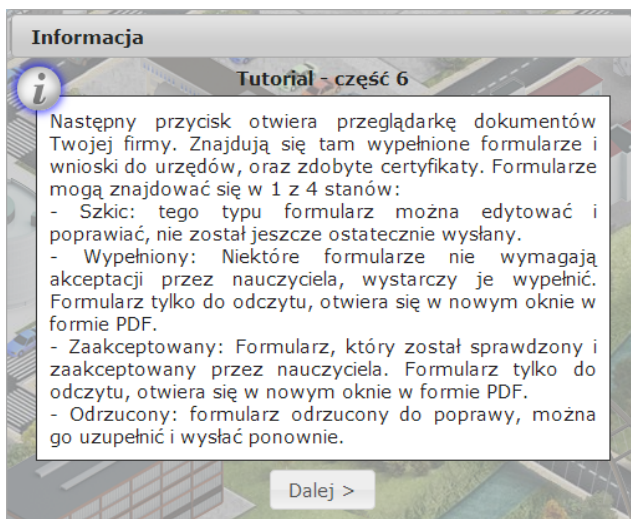 Informacja
Tutorial - część 6
i
Następny przycisk otwiera przeglądarkę dokumentów
Twojej firmy. Znajdują się tam wypełnione formularze i
wnioski do urzędów, oraz zdobyte certyfikaty. Formularze
mogą znajdować się w 1 z 4 stanów:
- Szkic: tego typu formularz można edytować i
poprawiać, nie został jeszcze ostatecznie wysłany.
- Wypełniony: Niektóre formularze nie wymagają
akceptacji przez nauczyciela, wystarczy je wypełnić.
Formularz tylko do odczytu, otwiera się w nowym oknie w
formie PDF.
- Zaakceptowany: Formularz, który został sprawdzony i
zaakceptowany przez nauczyciela. Formularz tylko do
odczytu, otwiera się w nowym oknie w formie PDF.
- Odrzucony: formularz odrzucony do poprawy, można
go uzupełnić i wysłać ponownie.
Dalej >